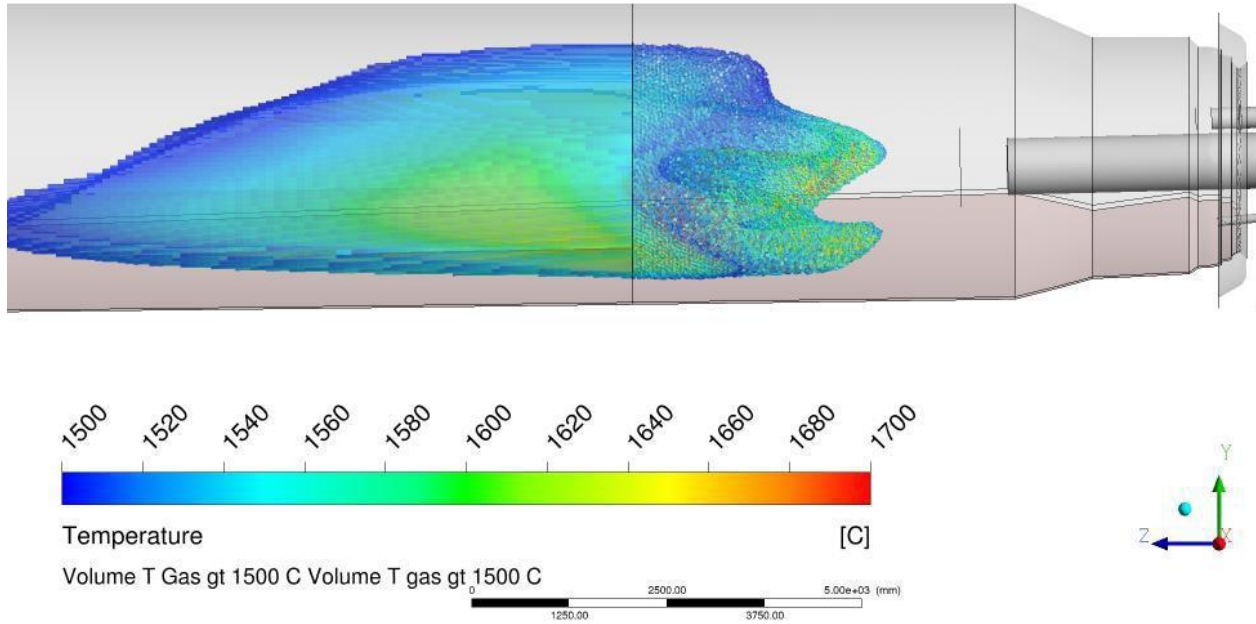 1500 1520 1540 1560 1580 1600 1620 1640 1660 1680 1700
Temperature [C]
Volume T Gas gt 1500 C Volume T gas gt 1500 C
0 2500.00 5.00e+03 (mm)
1250.00 3750.00
Y
Z X